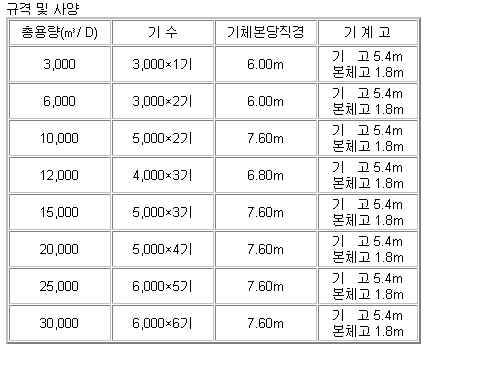 규격 및 사양
총용량(㎥/ D) 기 수 기체본당직경 기 계 고
3,000 3,000×1기 6.00m 기 고 5.4m
본체고 1.8m
6,000 3,000×2기 6.00m 기 고 5.4m
본체고 1.8m
10,000 5,000×2기 7.60m 기 고 5.4m
본체고 1.8m
12,000 4,000×3기 6.80m 기 고 5.4m
본체고 1.8m
15,000 5,000×3기 7.60m 기 고 5.4m
본체고 1.8m
20,000 5,000×4기 7.60m 기 고 5.4m
본체고 1.8m
25,000 6,000×5기 7.60m 기 고 5.4m
본체고 1.8m
30,000 6,000×6기 7.60m 기 고 5.4m
본체고 1.8m